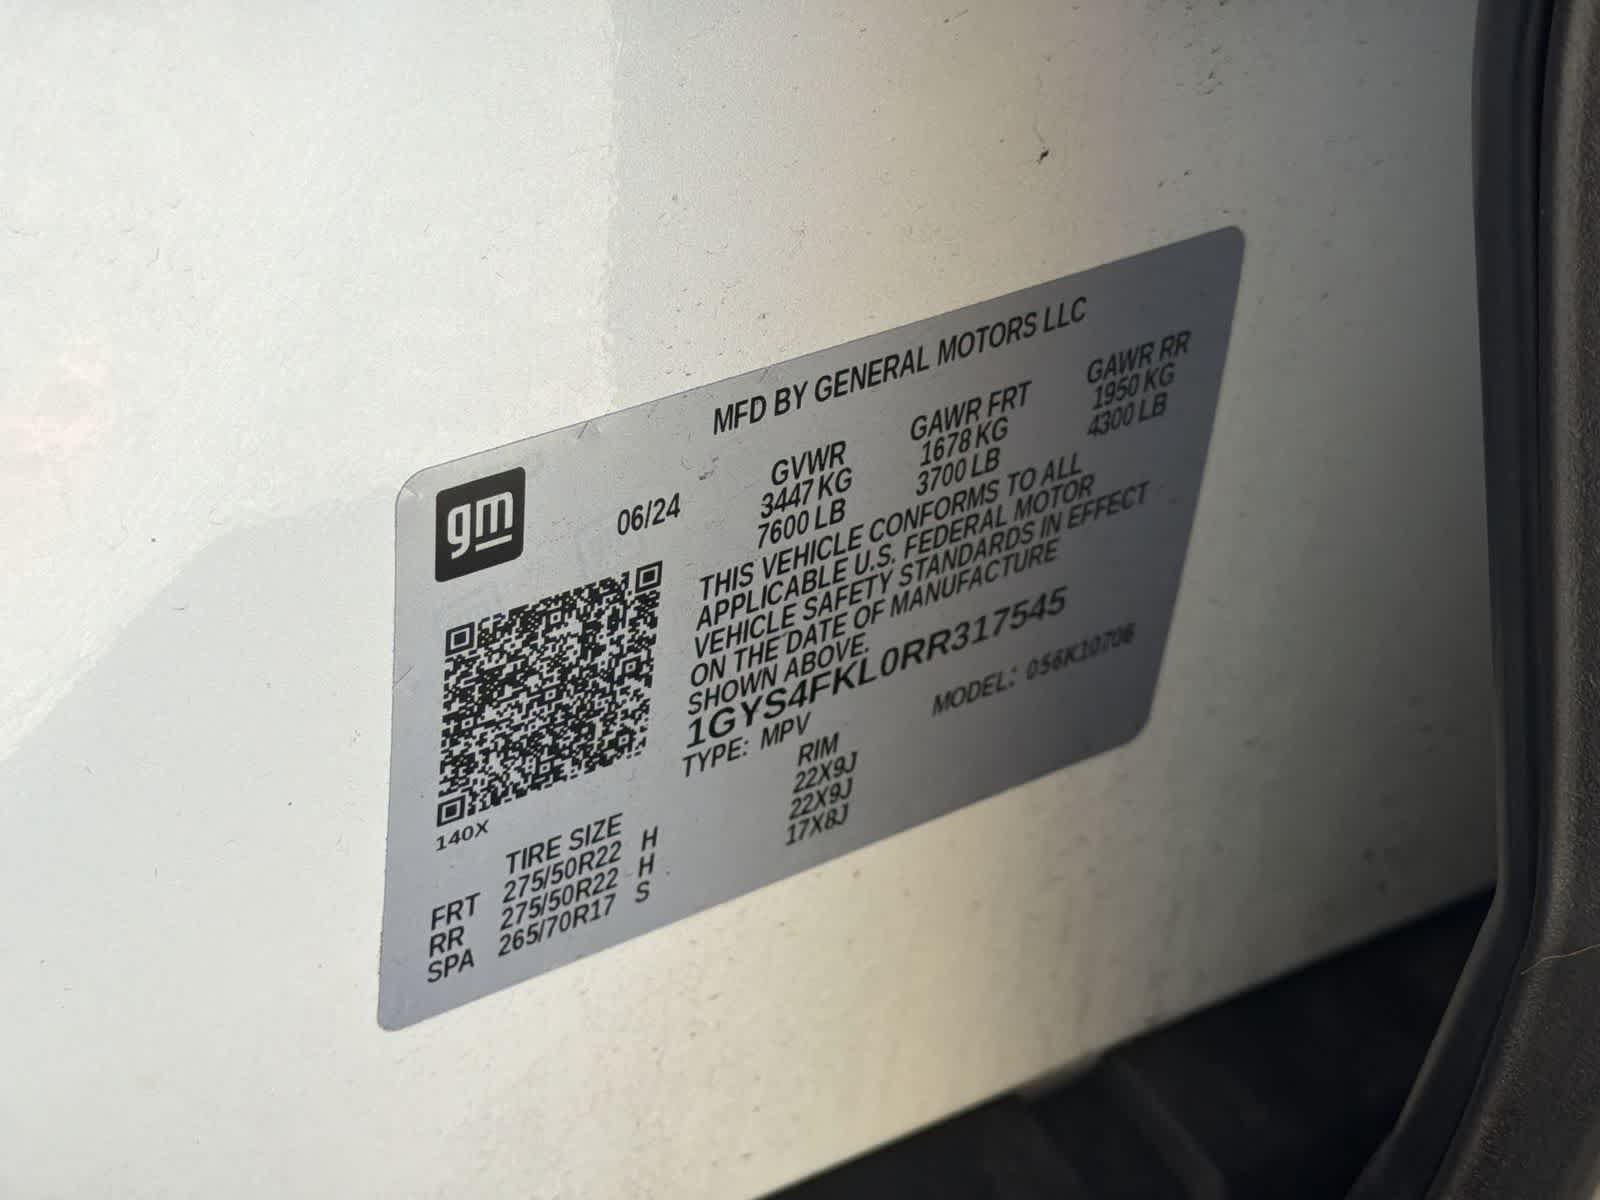 MFD BY GENERAL MOTORS LLC
gm
06/24
GVWR GAWR FRT GAWR RR
3447 KG 1678 KG 1950 KG
7600 LB 3700 LB 4300 LB
THIS VEHICLE CONFORMS TO ALL
APPLICABLE U.S. FEDERAL MOTOR
VEHICLE SAFETY STANDARDS IN EFFECT
ON THE DATE OF MANUFACTURE
SHOWN ABOVE.
1GYS4FKL0RR317545
TYPE: MPV MODEL: 056K10706
140X
TIRE SIZE RIM
FRT 275/50R22 H 22X9J
RR 275/50R22 H 22X9J
SPA 265/70R17 S 17X8J